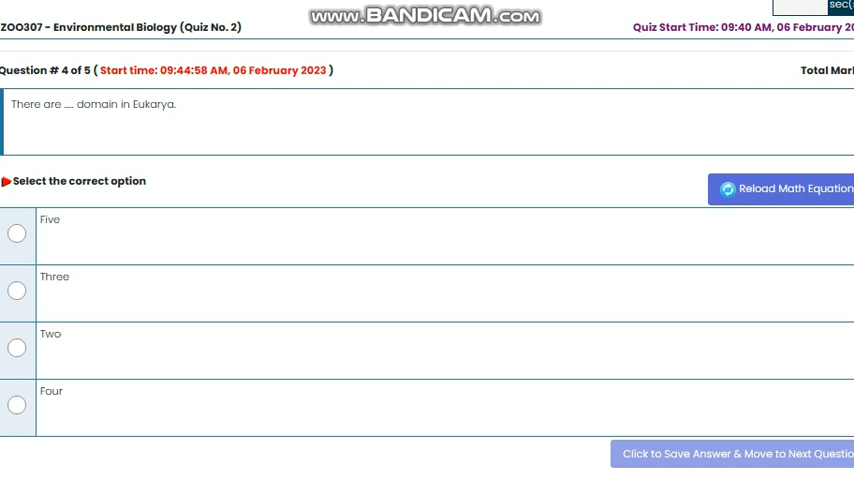 sec(s
www.BANDICAM.com
ZOO307 - Environmental Biology (Quiz No. 2)
Quiz Start Time: 09:40 AM, 06 February 20
Question # 4 of 5 ( Start time: 09:44:58 AM, 06 February 2023 )
Total Mar
There are .... domain in Eukarya.
Select the correct option
Reload Math Equation
Five
Three
Two
Four
Click to Save Answer & Move to Next Questio